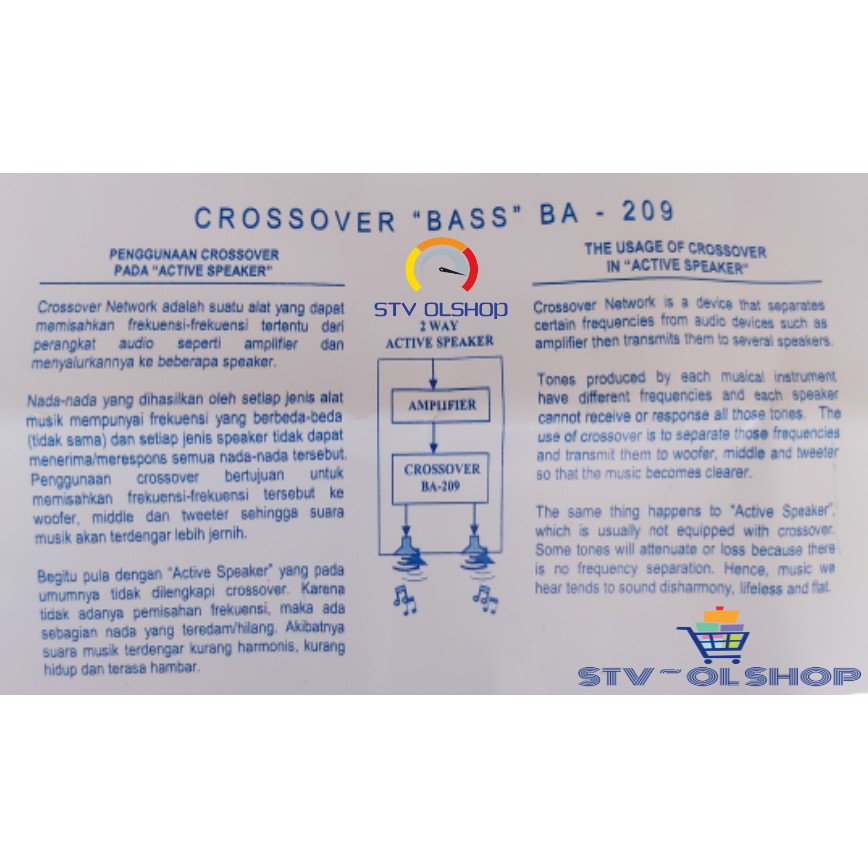 CROSSOVER "BASS" BA - 209
PENGGUNAAN CROSSOVER
PADA "ACTIVE SPEAKER"
Crossover Network adalah suatu alat yang dapat
memisahkan frekuensi-frekuensi tertentu dari
perangkat audio seperti amplifier dan
menyalurkannya ke beberapa speaker.
Nada-nada yang dihasilkan oleh setiap jenis alat
musik mempunyai frekuensi yang berbeda-beda
(tidak sama) dan setiap jenis speaker tidak dapat
menerima/merespons semua nada-nada tersebut.
Penggunaan crossover bertujuan untuk
memisahkan frekuensi-frekuensi tersebut ke
woofer, middle dan tweeter sehingga suara
musik akan terdengar lebih jernih.
Begitu pula dengan "Active Speaker" yang pada
umumnya tidak dilengkapi crossover. Karena
tidak adanya pemisahan frekuensi, maka ada
sebagian nada yang teredam/hilang. Akibatnya
suara musik terdengar kurang harmonis, kurang
hidup dan terasa hambar.
STV OLSHOP
2 WAY
ACTIVE SPEAKER
AMPLIFIER
CROSSOVER
BA-209
THE USAGE OF CROSSOVER
IN "ACTIVE SPEAKER"
Crossover Network is a device that separates
certain frequencies from audio devices such as
amplifier then transmits them to several speakers.
Tones produced by each musical instrument
have different frequencies and each speaker
cannot receive or response all those tones. The
use of crossover is to separate those frequencies
and transmit them to woofer, middle and tweeter
so that the music becomes clearer.
The same thing happens to "Active Speaker",
which is usually not equipped with crossover.
Some tones will attenuate or loss because there
is no frequency separation. Hence, music we
hear tends to sound disharmony, lifeless and flat.
STV~OLSHOP